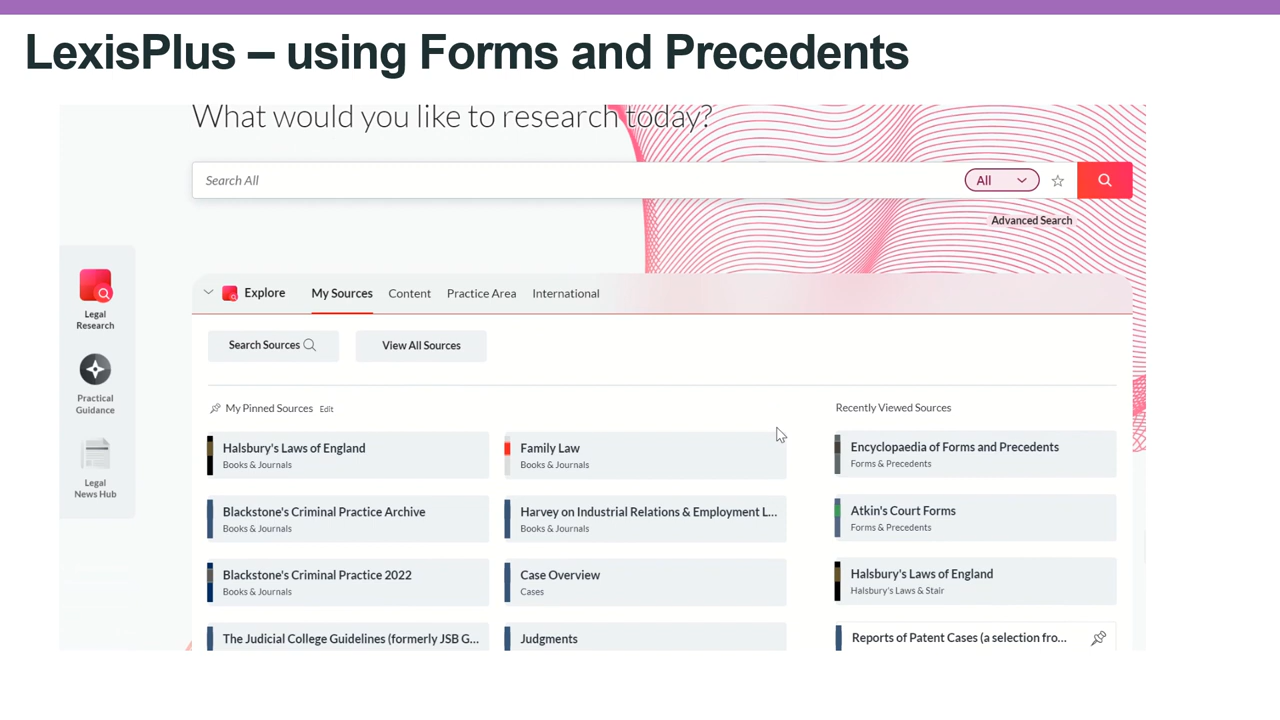 LexisPlus – using Forms and Precedents
What would you like to research today?
Search All
All
Advanced Search
Legal
Research
Practical
Guidance
Legal
News Hub
Explore
My Sources
Content
Practice Area
International
Search Sources
View All Sources
My Pinned Sources
Edit
Halsbury's Laws of England
Books & Journals
Family Law
Books & Journals
Blackstone's Criminal Practice Archive
Books & Journals
Harvey on Industrial Relations & Employment L...
Books & Journals
Blackstone's Criminal Practice 2022
Books & Journals
Case Overview
Cases
The Judicial College Guidelines (formerly JSB G...
Judgments
Recently Viewed Sources
Encyclopaedia of Forms and Precedents
Forms & Precedents
Atkin's Court Forms
Forms & Precedents
Halsbury's Laws of England
Halsbury's Laws & Stair
Reports of Patent Cases (a selection fro...